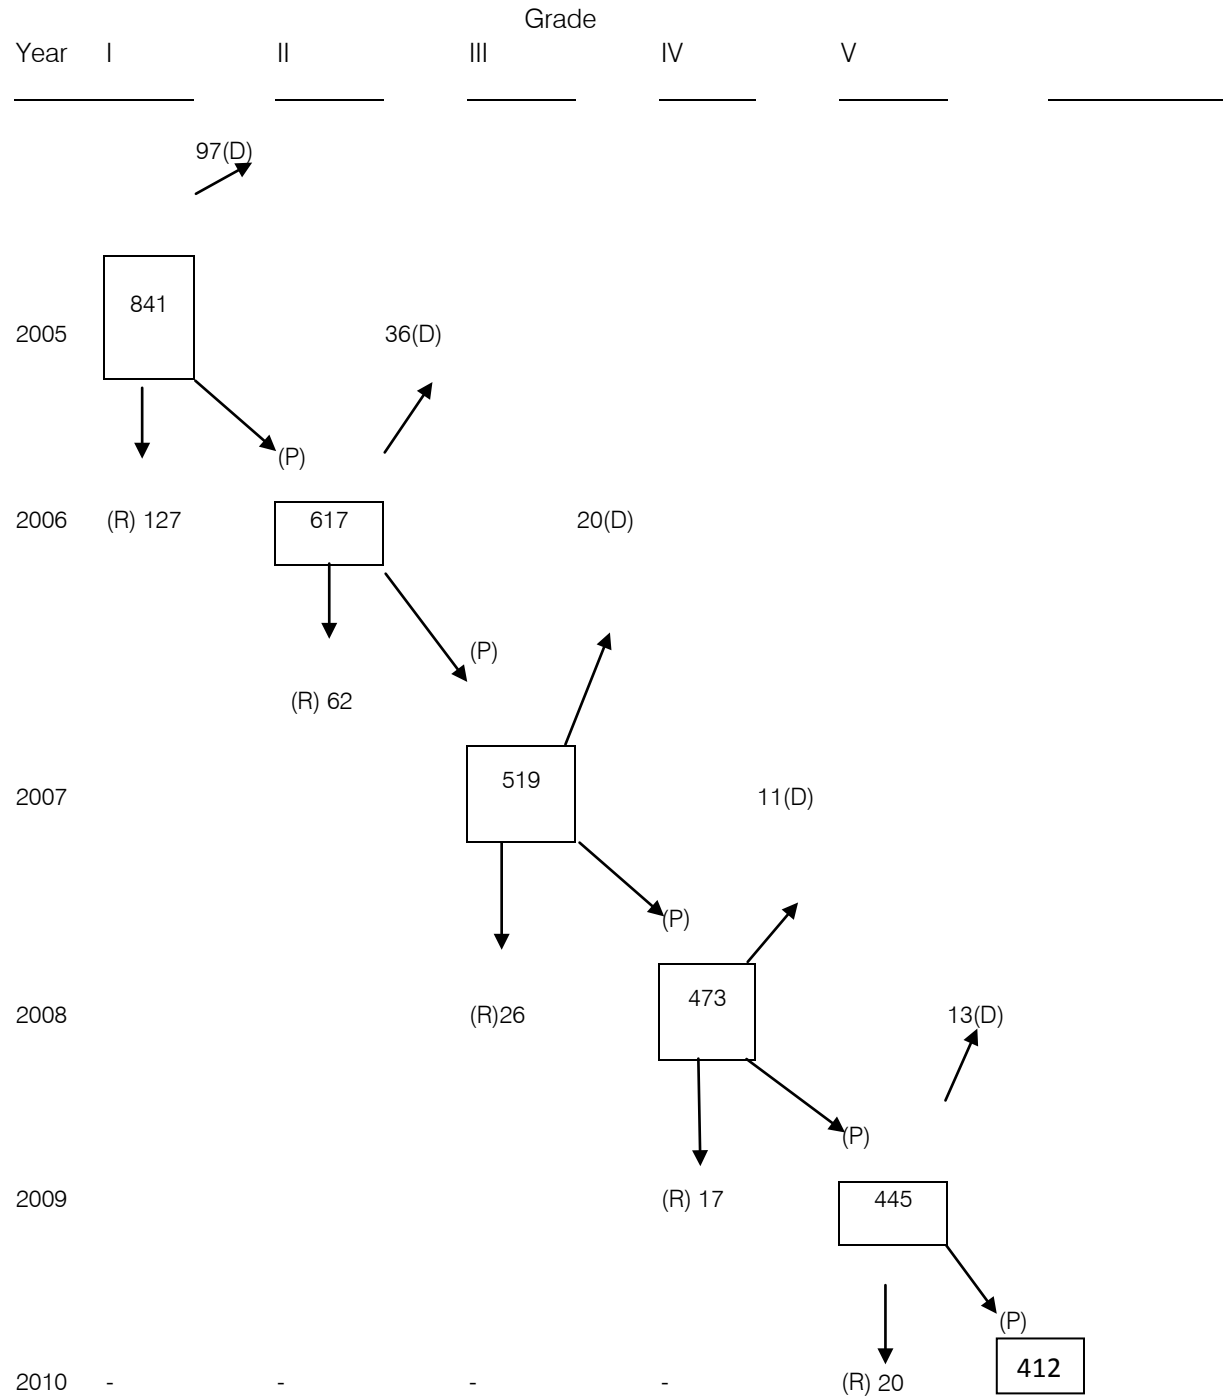 Grade
Year I II III IV V
97(D)
841
2005 36(D)
(P)
2006 (R) 127 617 20(D)
(P)
(R) 62
519
2007 11(D)
(P)
473
2008 (R)26 13(D)
(P)
2009 (R) 17 445
(P)
412
2010 - - - - (R) 20